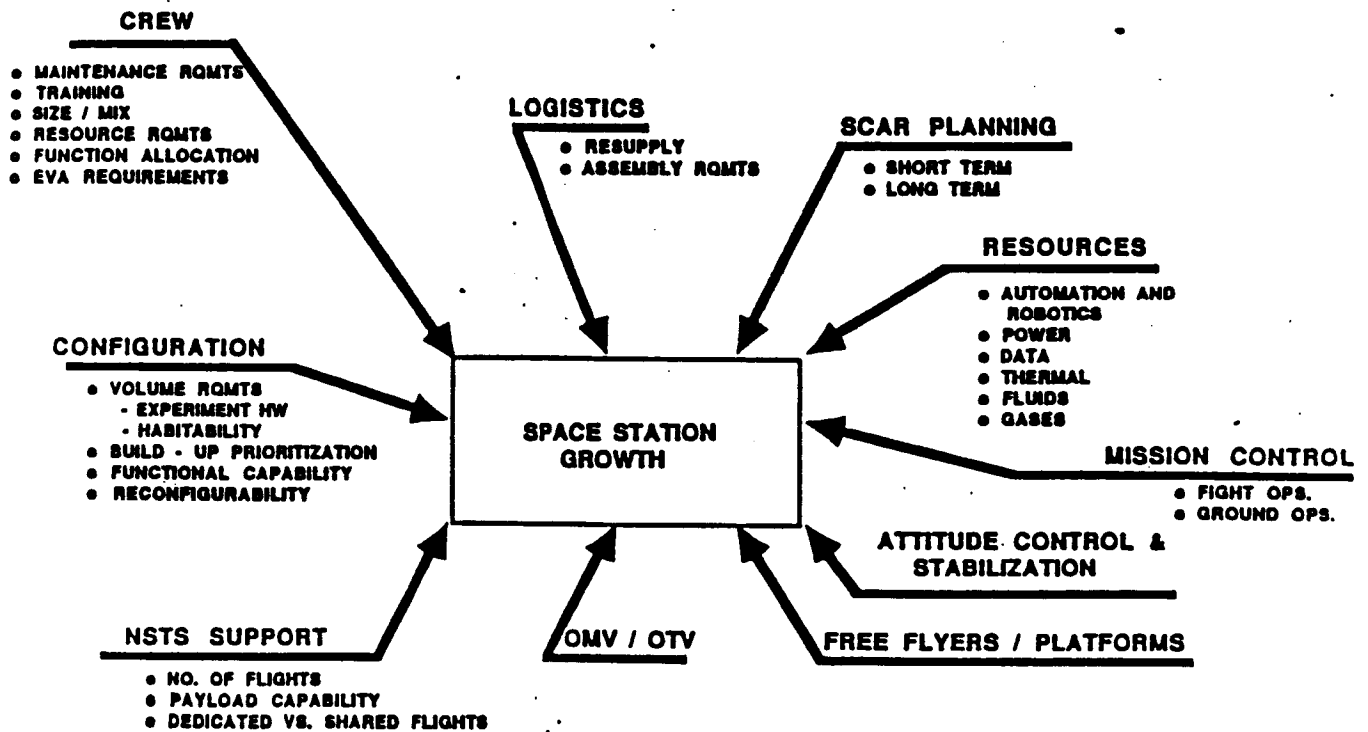 CREW
● MAINTENANCE RQMTS
● TRAINING
● SIZE / MIX
● RESOURCE RQMTS
● FUNCTION ALLOCATION
● EVA REQUIREMENTS
LOGISTICS
● RESUPPLY
● ASSEMBLY RQMTS
SCAR PLANNING
● SHORT TERM
● LONG TERM
RESOURCES
● AUTOMATION AND
ROBOTICS
● POWER
● DATA
● THERMAL
● FLUIDS
● GASES
CONFIGURATION
● VOLUME RQMTS
- EXPERIMENT HW
- HABITABILITY
● BUILD - UP PRIORITIZATION
● FUNCTIONAL CAPABILITY
● RECONFIGURABILITY
SPACE STATION
GROWTH
MISSION CONTROL
● FIGHT OPS.
● GROUND OPS.
ATTITUDE CONTROL &
STABILIZATION
NSTS SUPPORT
● NO. OF FLIGHTS
● PAYLOAD CAPABILITY
● DEDICATED VS. SHARED FLIGHTS
OMV / OTV
FREE FLYERS / PLATFORMS